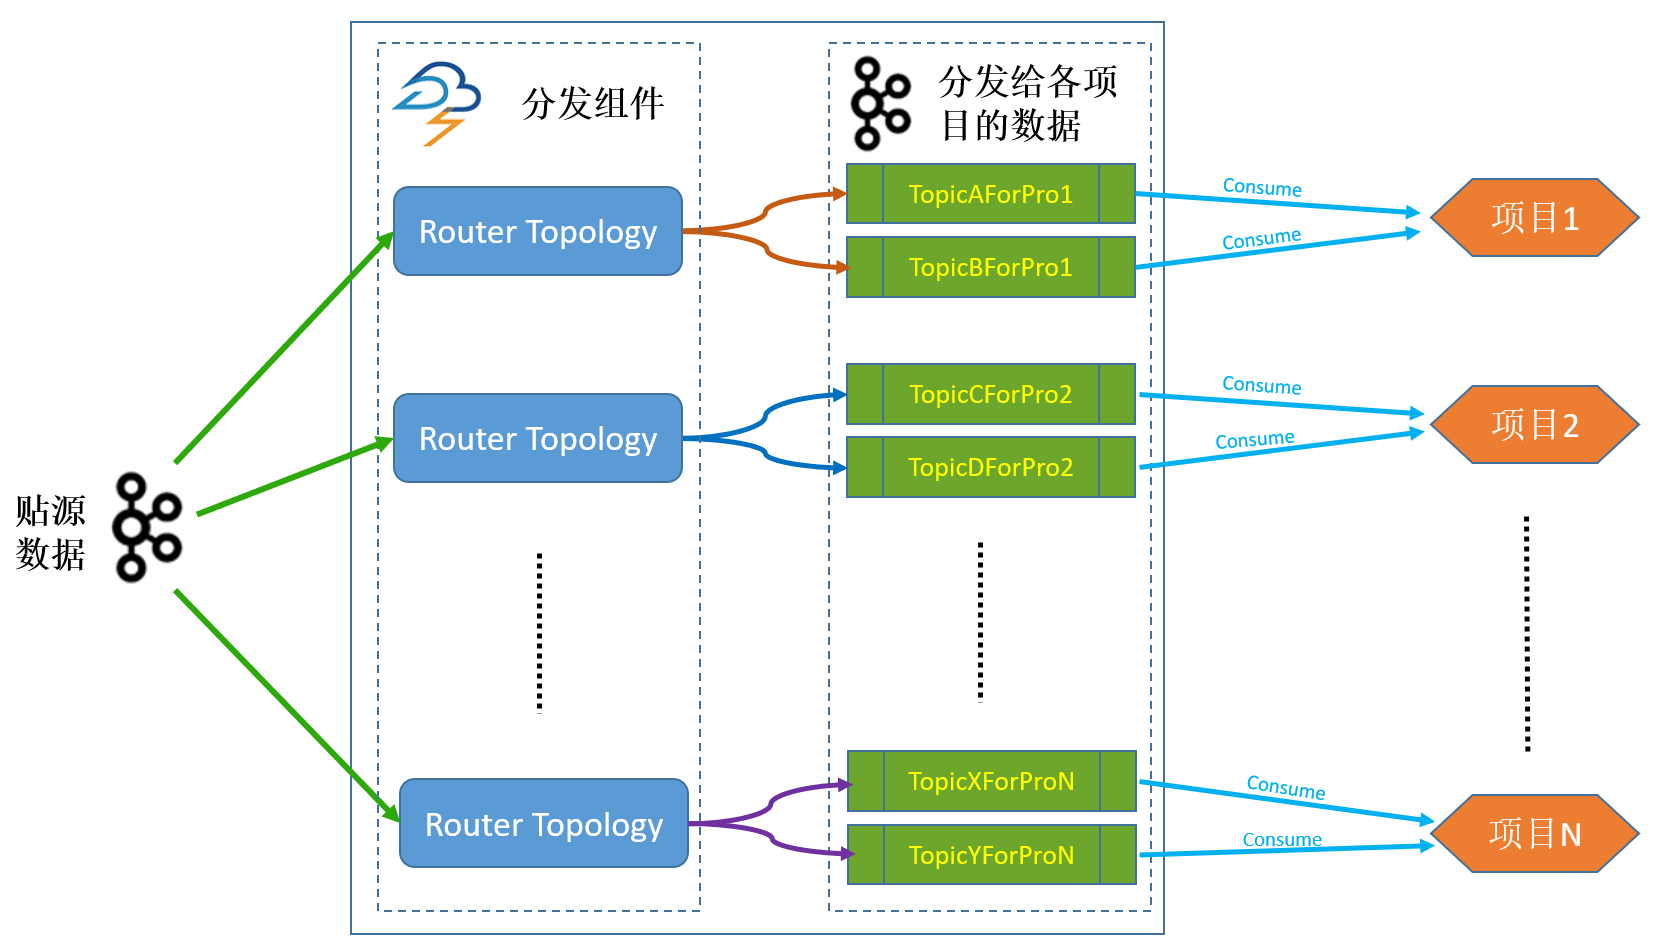 贴源
数据
分发组件
Router Topology
Router Topology
Router Topology
分发给各项
目的数据
TopicAForPro1
TopicBForPro1
TopicCForPro2
TopicDForPro2
TopicXForProN
TopicYForProN
Consume
Consume
Consume
Consume
Consume
Consume
项目1
项目2
项目N